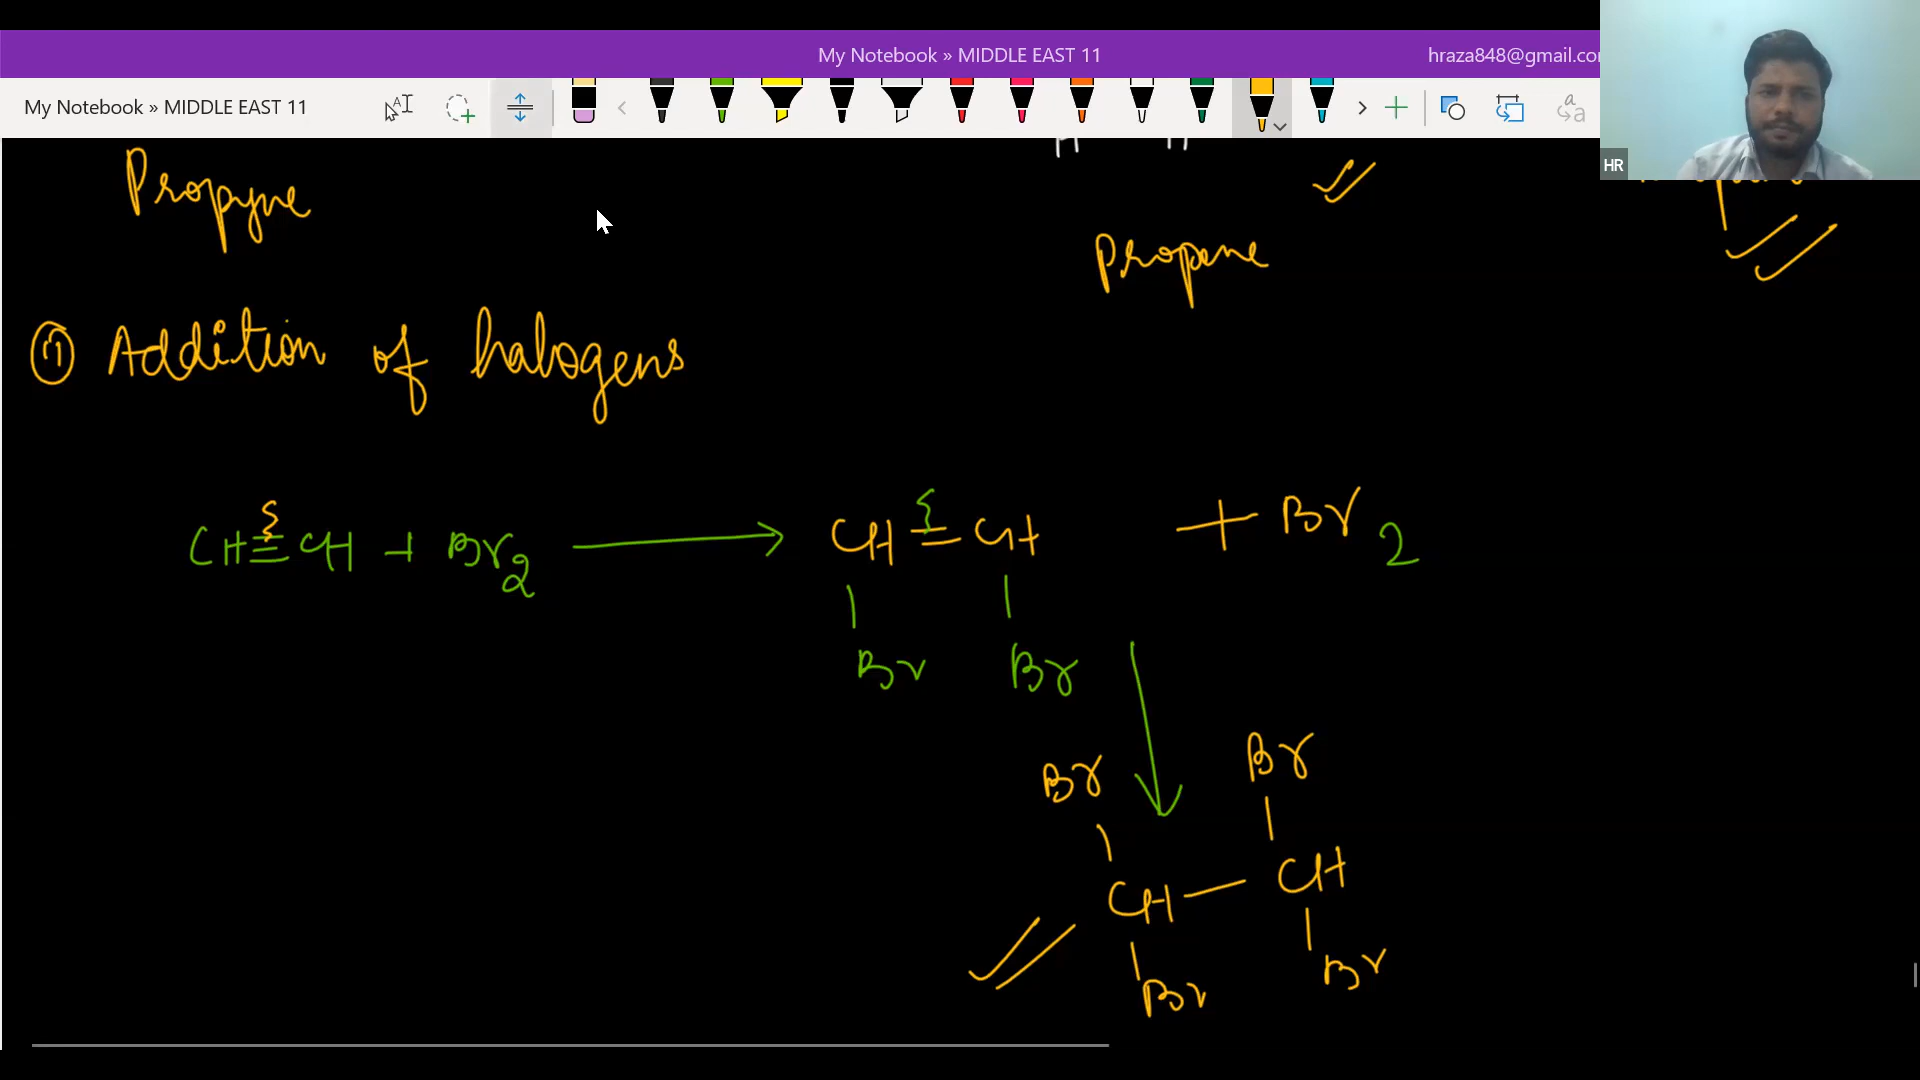 My Notebook » MIDDLE EAST 11
hraza848@gmail.co
My Notebook » MIDDLE EAST 11
HR
Propyne
Propene
Addition of halogens
CH≡CH + Br2 → CH=CH + Br2
Br Br
Br Br
CH — CH
Br Br